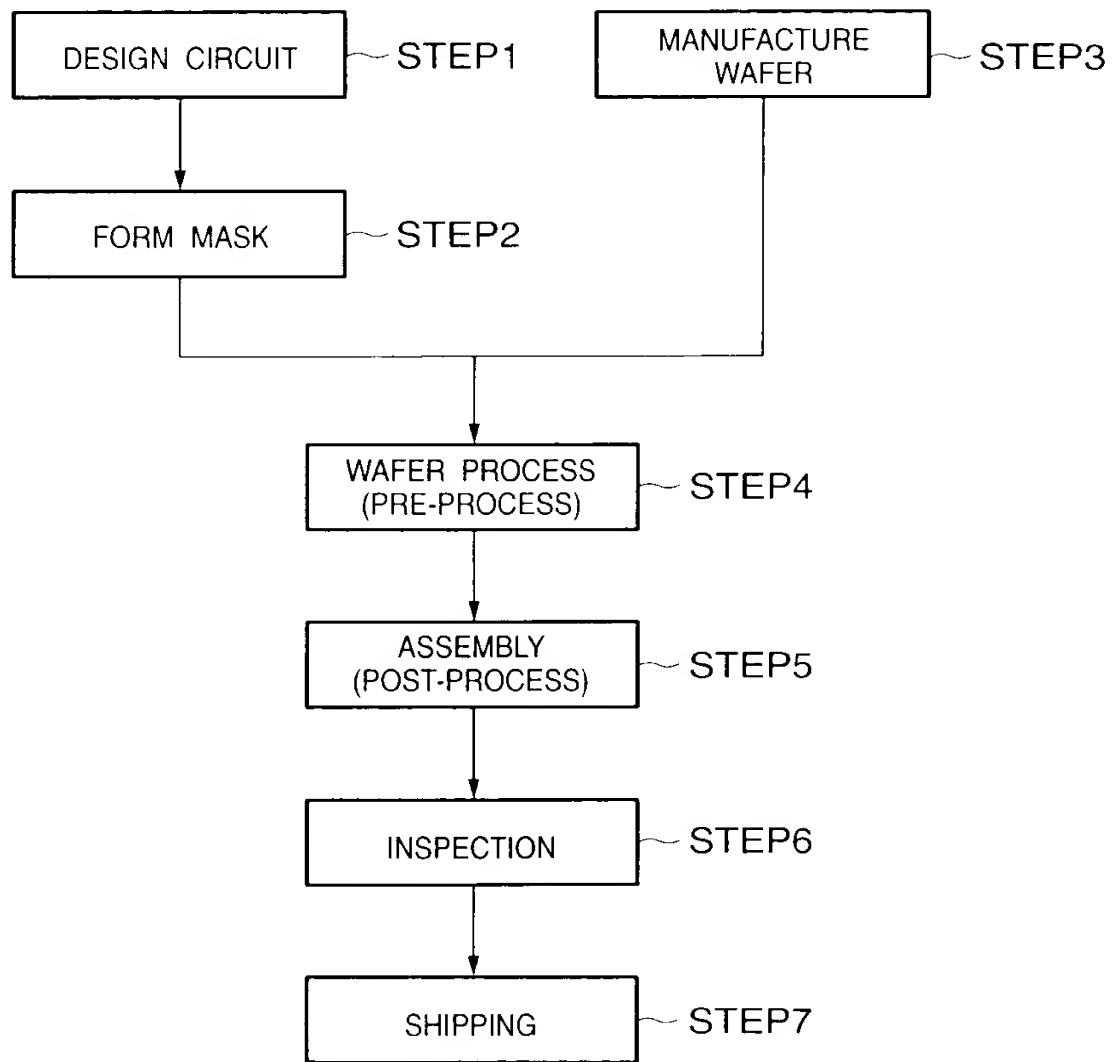 DESIGN CIRCUIT
STEP1
MANUFACTURE
WAFER
STEP3
FORM MASK
STEP2
WAFER PROCESS
(PRE-PROCESS)
STEP4
ASSEMBLY
(POST-PROCESS)
STEP5
INSPECTION
STEP6
SHIPPING
STEP7